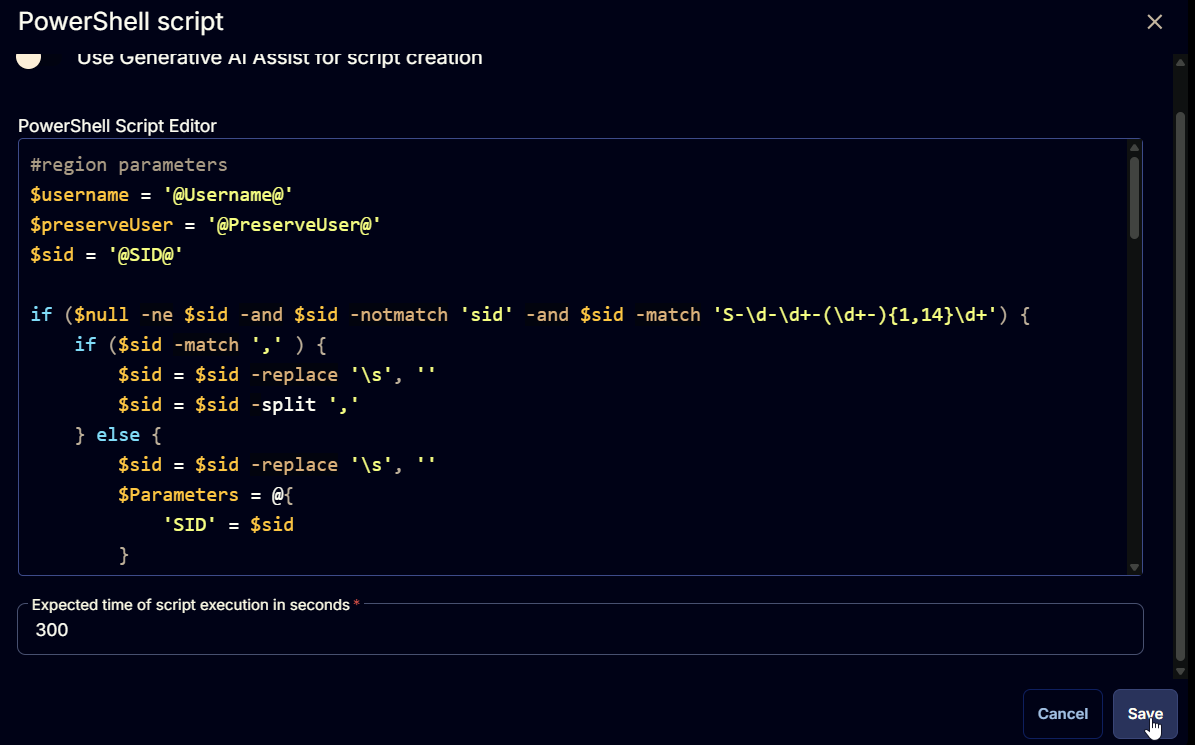 PowerShell script
Use Generative AI Assist for script creation
PowerShell Script Editor
#region parameters
$username = '@Username@'
$preserveUser = '@PreserveUser@'
$sid = '@SID@'
if ($null -ne $sid -and $sid -notmatch 'sid' -and $sid -match 'S-\d-\d+-(\d+-){1,14}\d+') {
    if ($sid -match ',' ) {
        $sid = $sid -replace '\s', ''
        $sid = $sid -split ','
    } else {
        $sid = $sid -replace '\s', ''
        $Parameters = @{
            'SID' = $sid
        }
Expected time of script execution in seconds *
300
Cancel Save